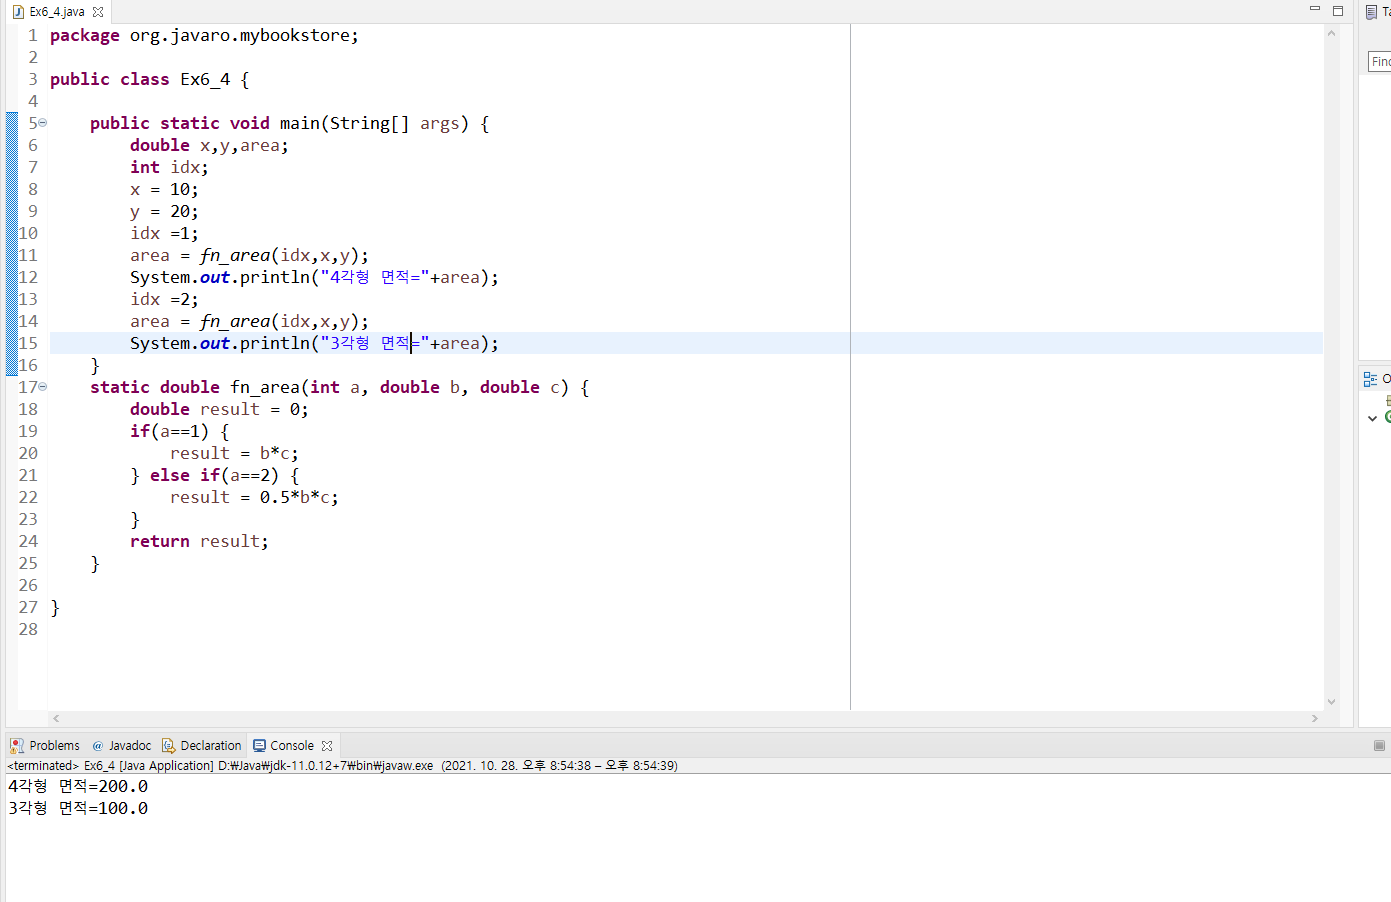 Ex6_4.java
Ta
Find
1 package org.javaro.mybookstore;
2
3 public class Ex6_4 {
4
5     public static void main(String[] args) {
6         double x,y,area;
7         int idx;
8         x = 10;
9         y = 20;
10         idx =1;
11         area = fn_area(idx,x,y);
12         System.out.println("4각형 면적="+area);
13         idx =2;
14         area = fn_area(idx,x,y);
15         System.out.println("3각형 면적="+area);
16     }
17     static double fn_area(int a, double b, double c) {
18         double result = 0;
19         if(a==1) {
20             result = b*c;
21         } else if(a==2) {
22             result = 0.5*b*c;
23         }
24         return result;
25     }
26
27 }
28
O
Problems @ Javadoc Declaration Console
<terminated> Ex6_4 [Java Application] D:₩Java₩jdk-11.0.12+7₩bin₩javaw.exe (2021. 10. 28. 오후 8:54:38 – 오후 8:54:39)
4각형 면적=200.0
3각형 면적=100.0